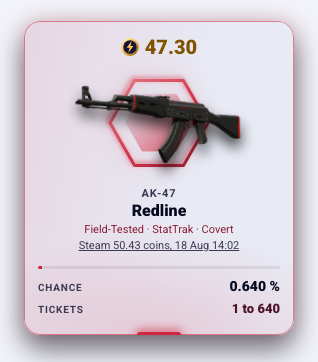 47.30
AK-47
Redline
Field-Tested · StatTrak · Covert
Steam 50.43 coins, 18 Aug 14:02
CHANCE 0.640 %
TICKETS 1 to 640